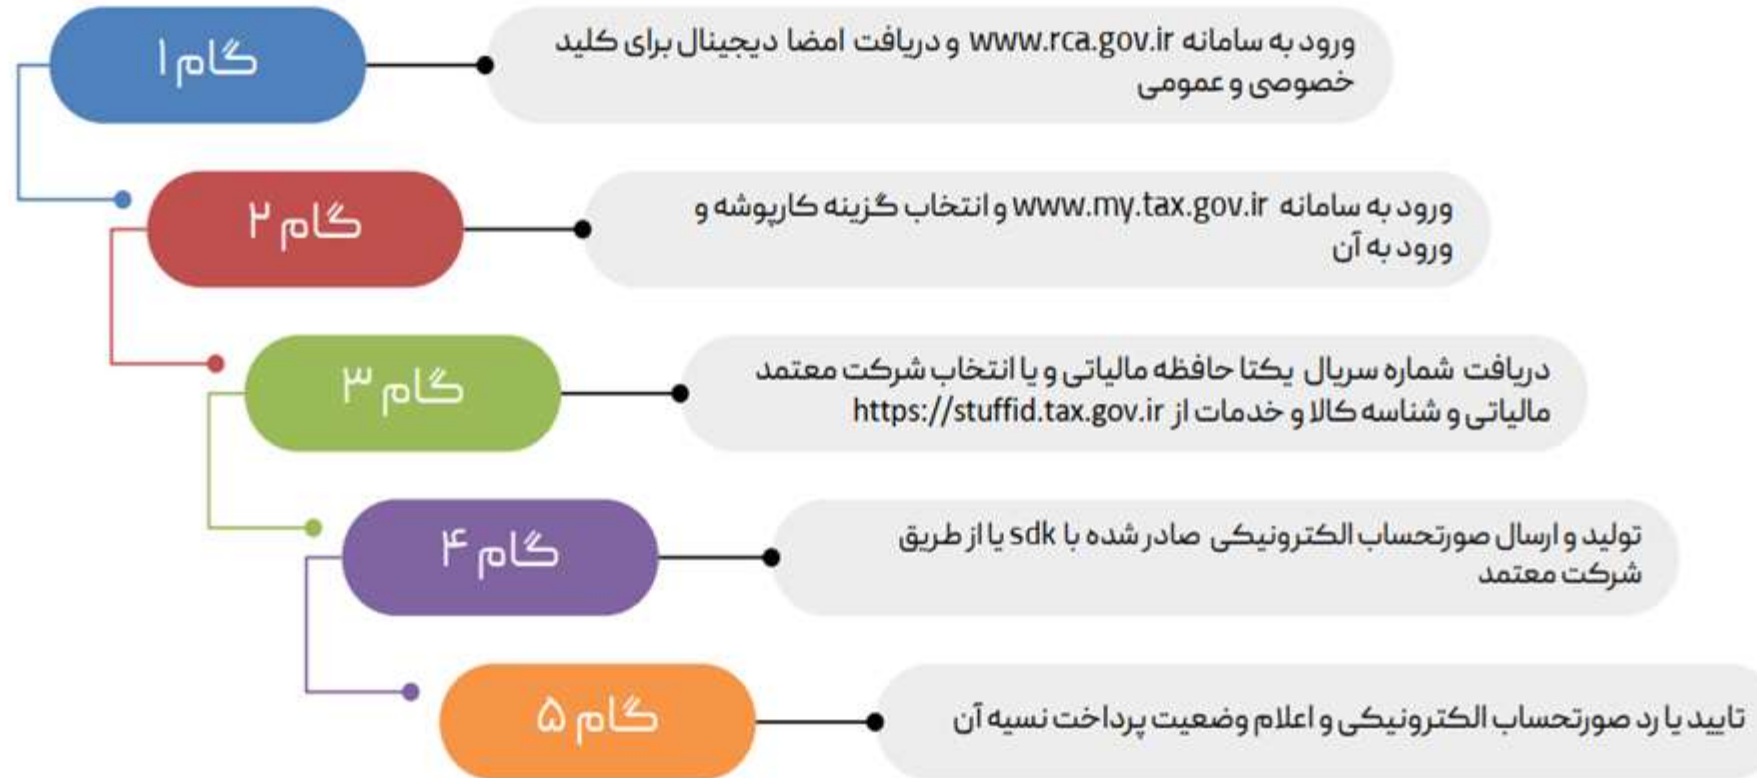 گام ۱
ورود به سامانه www.rca.gov.ir و دریافت امضا دیجینال برای کلید
خصوصی و عمومی
گام ۲
ورود به سامانه www.my.tax.gov.ir و انتخاب گزینه کارپوشه و
ورود به آن
گام ۳
دریافت شماره سریال یکتا حافظه مالیاتی و یا انتخاب شرکت معتمد
مالیاتی و شناسه کالا و خدمات از https://stuffid.tax.gov.ir
گام ۴
تولید و ارسال صورتحساب الکترونیکی صادر شده با sdk یا از طریق
شرکت معتمد
گام ۵
تایید یا رد صورتحساب الکترونیکی و اعلام وضعیت پرداخت نسیه آن